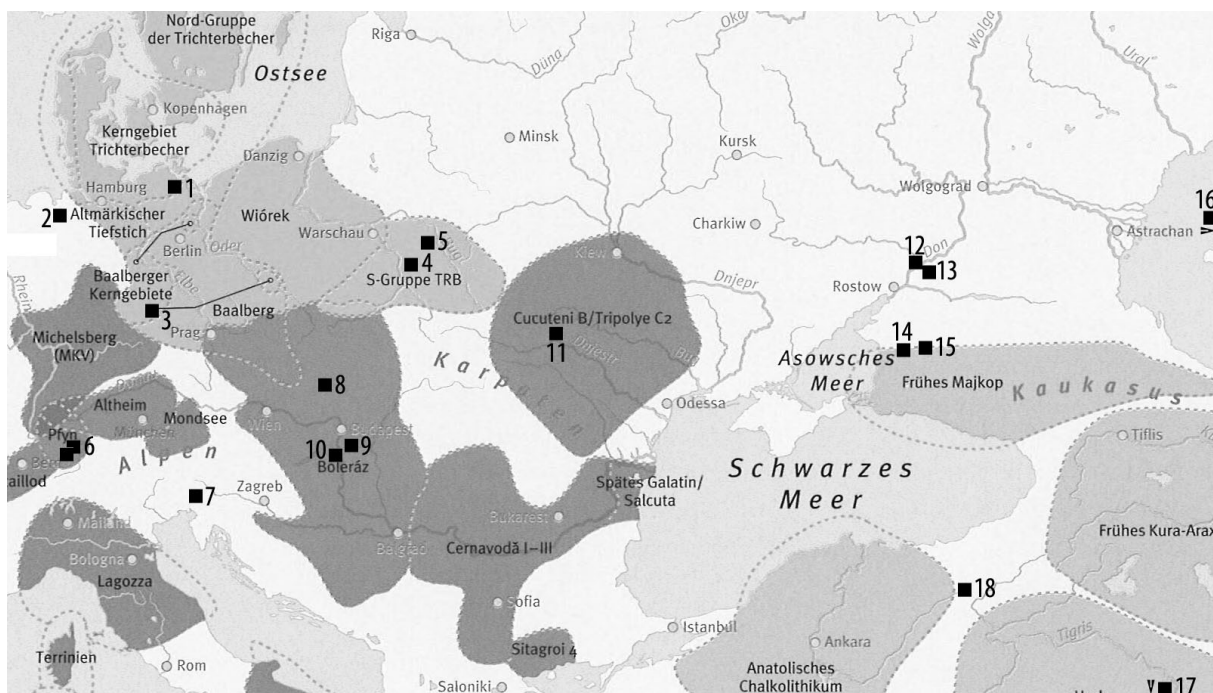 Nord-Gruppe
der Trichterbecher
Riga
Düna
Oka
Wolga
Ural
Ostsee
Kopenhagen
Kerngebiet
Trichterbecher
Minsk
Kursk
Danzig
Hamburg
1
Wolgograd
16
2
Altmärkischer
Tiefstich
Wiórek
Warschau
5
Charkiw
Astrachan
Berlin
Oder
Bug
4
Kiew
12
Don
13
S-Gruppe TRB
Elbe
Rhein
Baalberger
Kerngebiete
Baalberg
Dnjepr
Rostow
3
Prag
Cucuteni B/Tripolye C2
Michelsberg
(MKV)
11
Dnjestr
Bug
14
15
Asowsches
Meer
Frühes Majkop
Kaukasus
Karpaten
8
Donau
Altheim
Mondsee
München
Wien
Odessa
Budapest
Tiflis
Pfyn
6
10
9
Boleráz
Alpen
Bern
taillod
Schwarzes
Meer
Spätes Galatin/
Salcuta
7
Zagreb
Mailand
Bukarest
Belgrad
Cernavodă I–III
Frühes Kura-Arax
Bologna
Lagozza
18
Sofia
Istanbul
Ankara
Tigris
Terrinien
Rom
Sitagroi 4
Saloniki
Anatolisches
Chalkolithikum
17